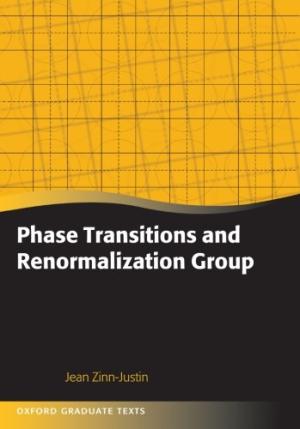 Phase Transitions and
Renormalization Group
Jean Zinn-Justin
OXFORD GRADUATE TEXTS